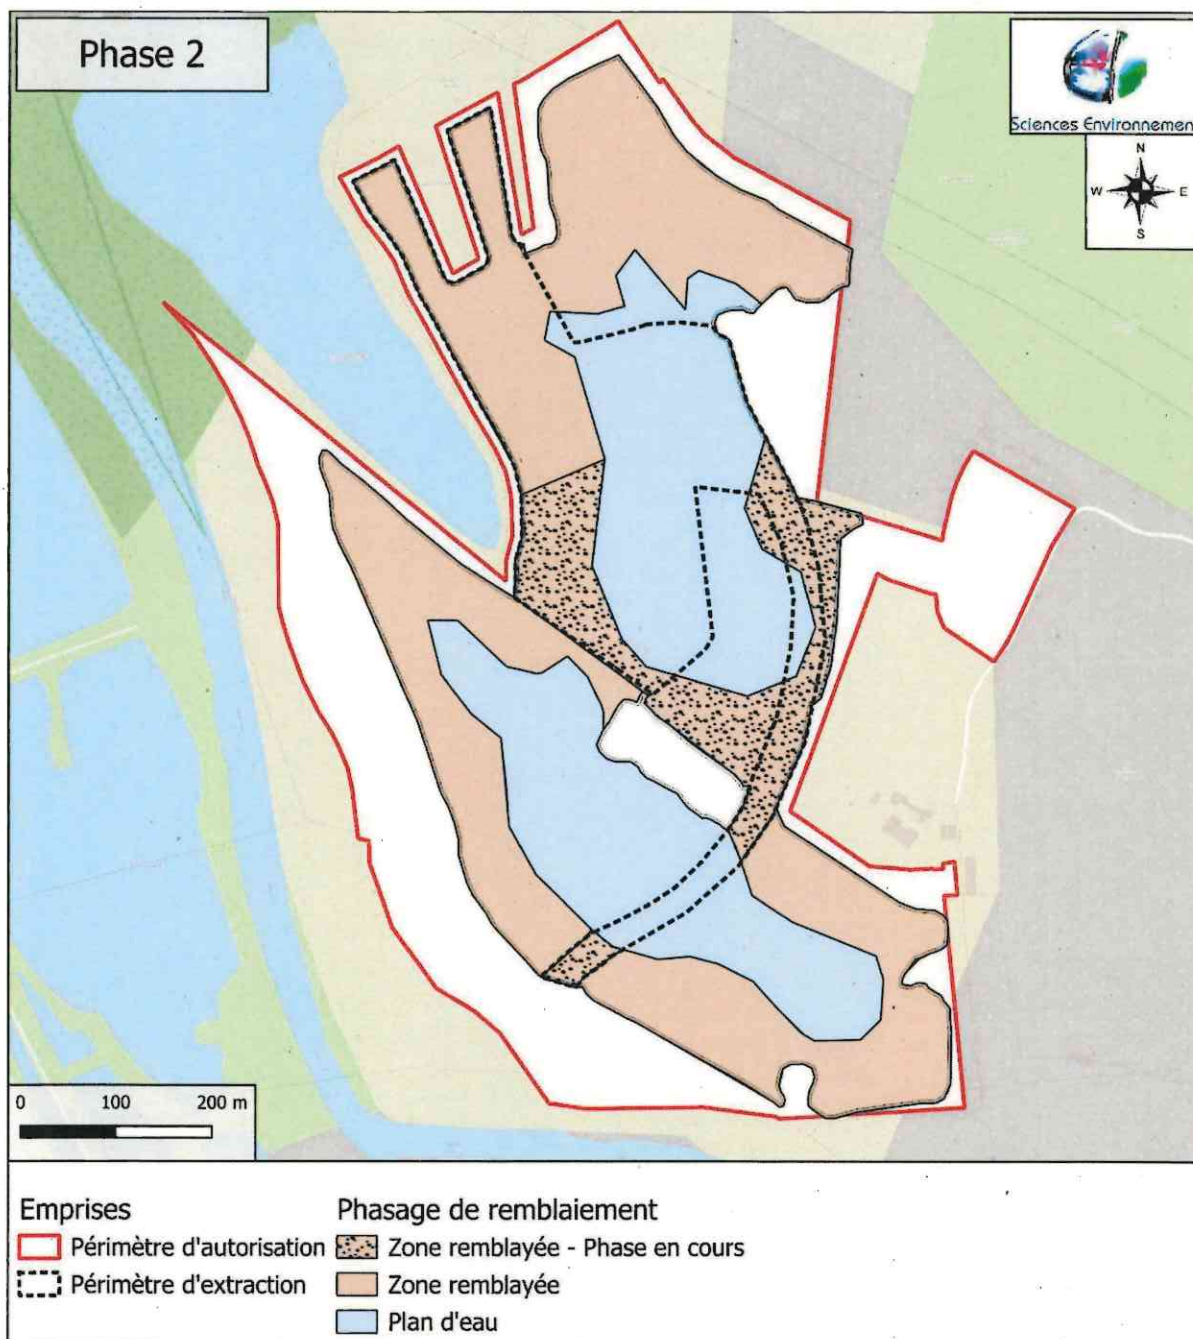 Phase 2
Sciences Environnement
N
W E
S
0 100 200 m
Emprises
Périmètre d'autorisation
Périmètre d'extraction
Phasage de remblaiement
Zone remblayée - Phase en cours
Zone remblayée
Plan d'eau